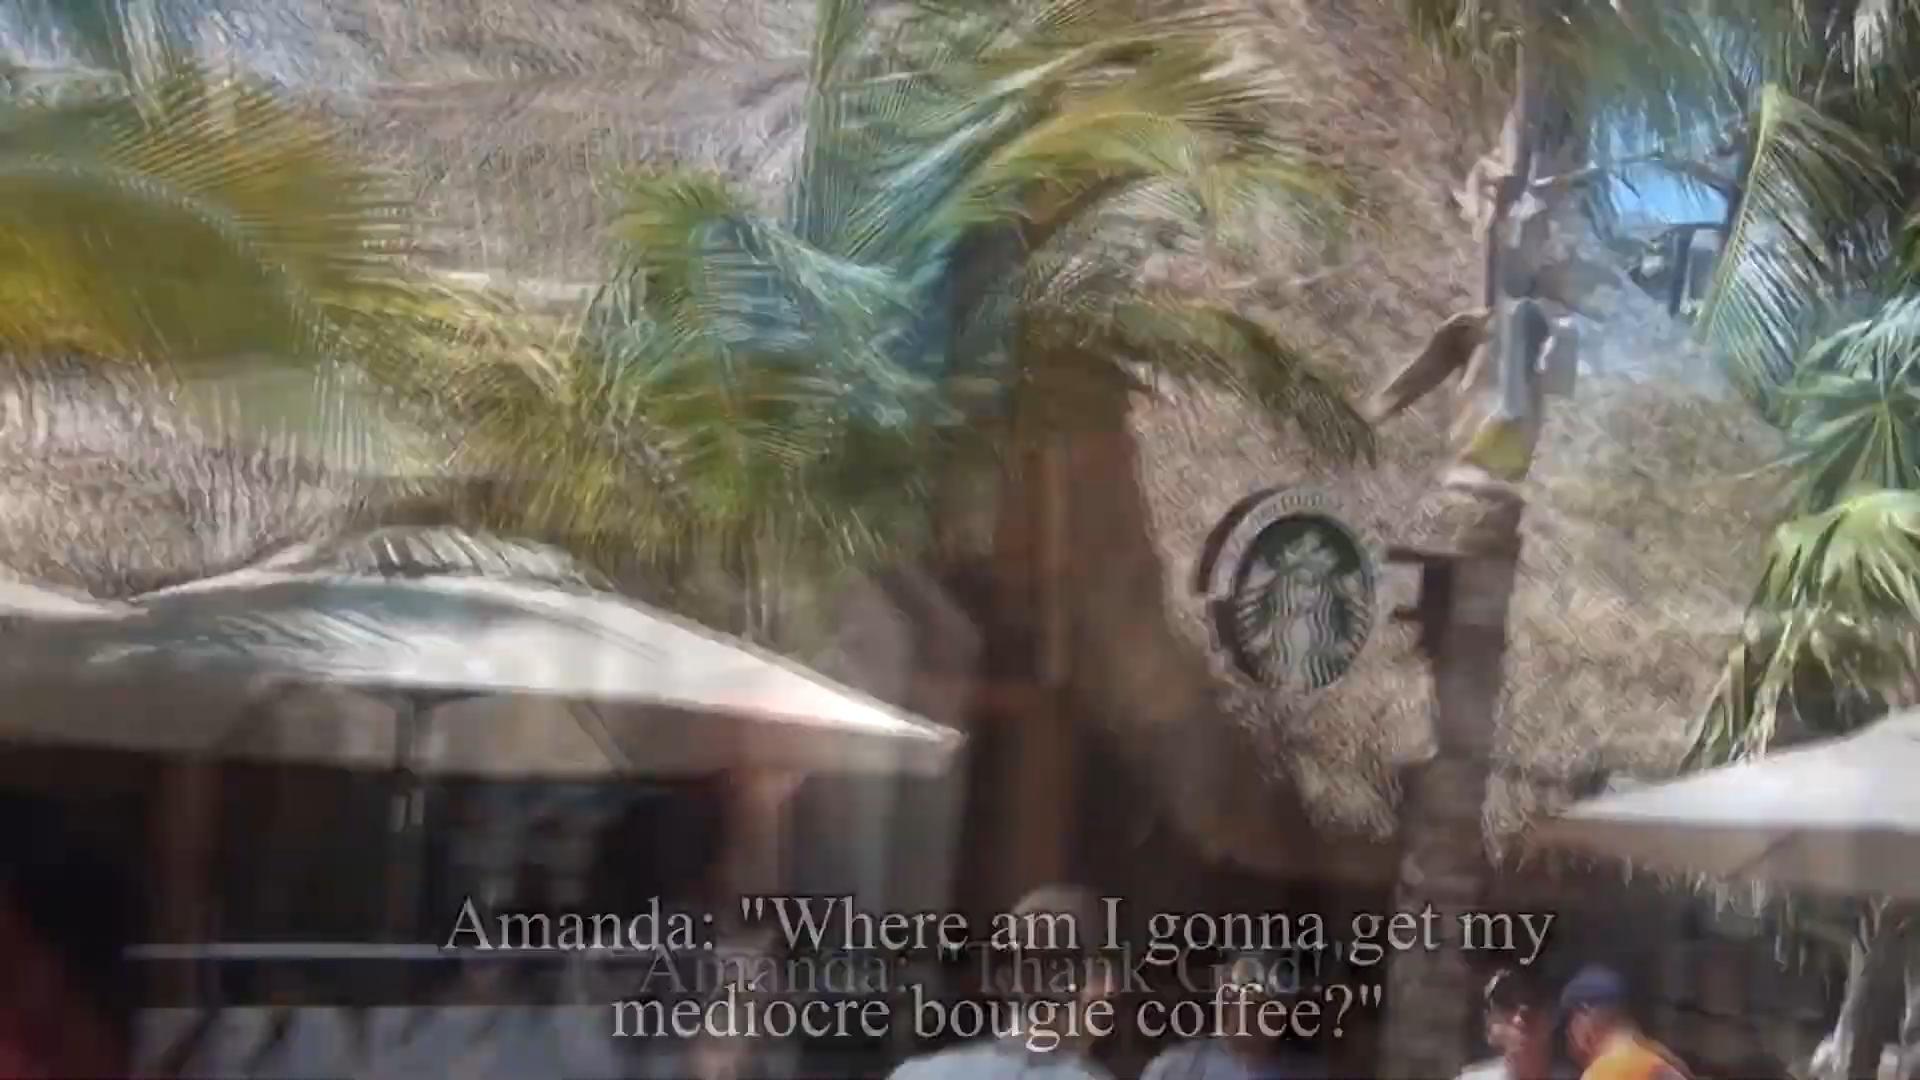 Amanda: "Where am I gonna get my
Amanda: "Thank God!"
mediocre bougie coffee?"